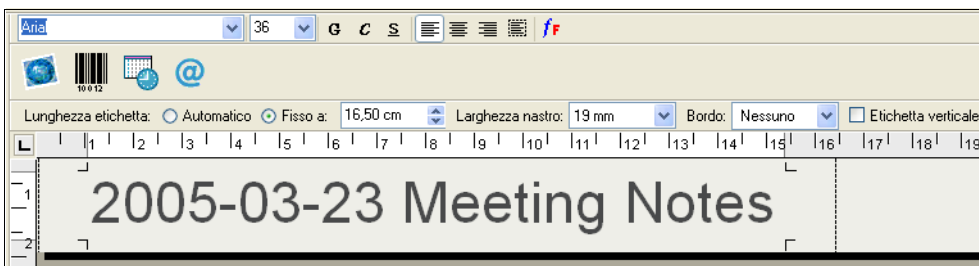 Arial 36 G C S fF
10012 @
Lunghezza etichetta: Automatico Fisso a: 16,50 cm Larghezza nastro: 19 mm Bordo: Nessuno Etichetta verticale
L 1 2 3 4 5 6 7 8 9 10 11 12 13 14 15 16 17 18 19
1
2005-03-23 Meeting Notes
2